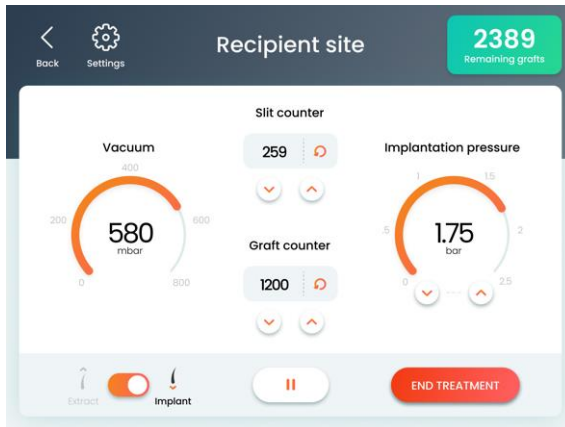 Back
Settings
Recipient site
2389
Remaining grafts
Vacuum
0
200
400
600
800
580
mbar
Slit counter
259
Graft counter
1200
Implantation pressure
0
.5
1
1.5
2
2.5
1.75
bar
Extract
Implant
END TREATMENT